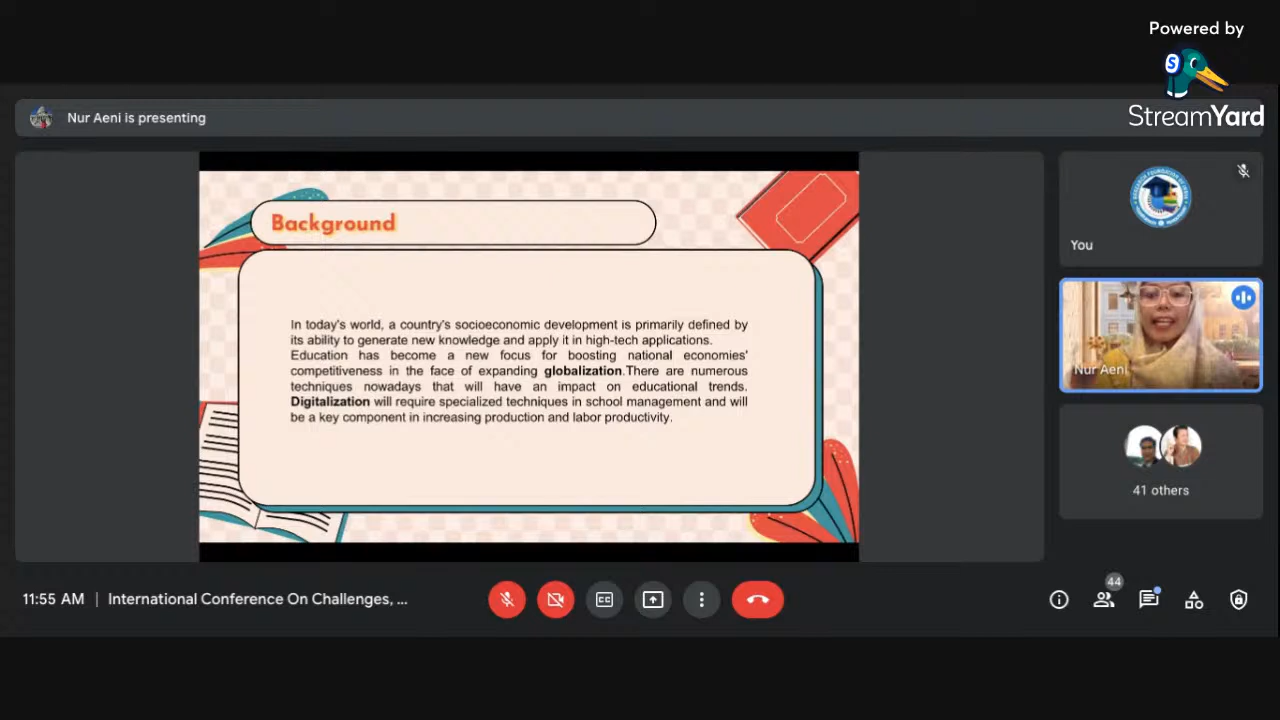 Powered by
StreamYard
Nur Aeni is presenting
Background
In today's world, a country's socioeconomic development is primarily defined by
its ability to generate new knowledge and apply it in high-tech applications.
Education has become a new focus for boosting national economies'
competitiveness in the face of expanding globalization.There are numerous
techniques nowadays that will have an impact on educational trends.
Digitalization will require specialized techniques in school management and will
be a key component in increasing production and labor productivity.
You
Nur Aeni
41 others
11:55 AM | International Conference On Challenges, ...
CC
44